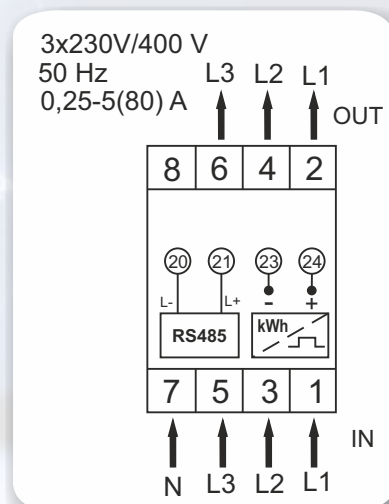 3x230V/400 V
50 Hz
0,25-5(80) A
L3 L2 L1
OUT
8 6 4 2
20 21 23 24
L- L+ - +
RS485 kWh
7 5 3 1
IN
N L3 L2 L1